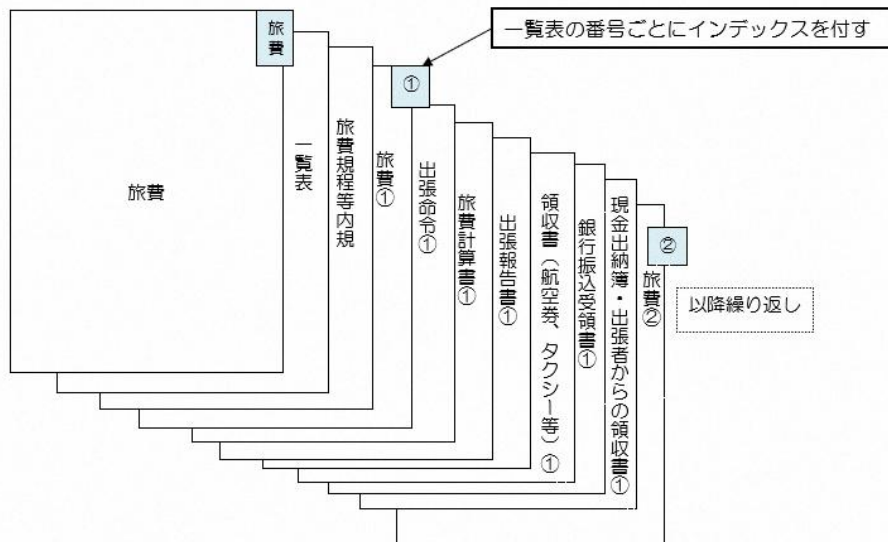 旅費
一覧表の番号ごとにインデックスを付す
旅費
一覧表
旅費規程等内規
①
旅費①
出張命令①
旅費計算書①
出張報告書①
領収書（航空券、タクシー等）①
銀行振込受領書①
現金出納簿・出張者からの領収書①
②
旅費②
以降繰り返し